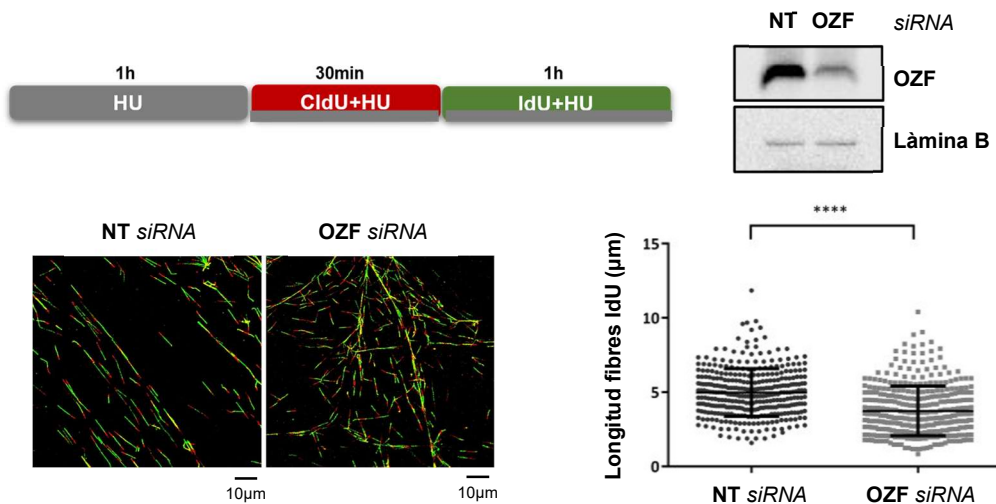 1h 30min 1h
HU CldU+HU IdU+HU
NT OZF siRNA
OZF
Làmina B
NT siRNA OZF siRNA
10µm 10µm
****
Longitud fibres IdU (µm)
15
10
5
0
NT siRNA OZF siRNA